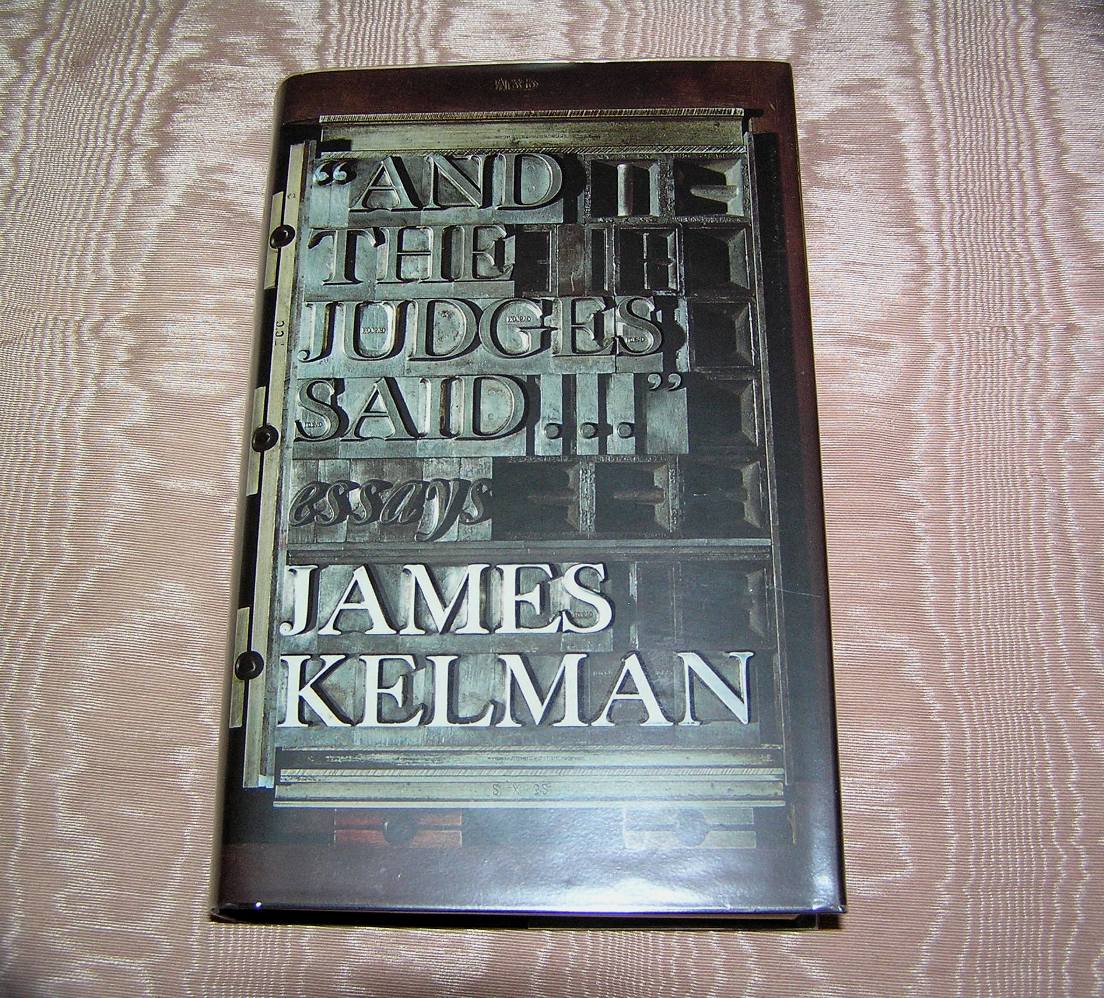 “AND
THE
JUDGES
SAID...”
essays
JAMES
KELMAN